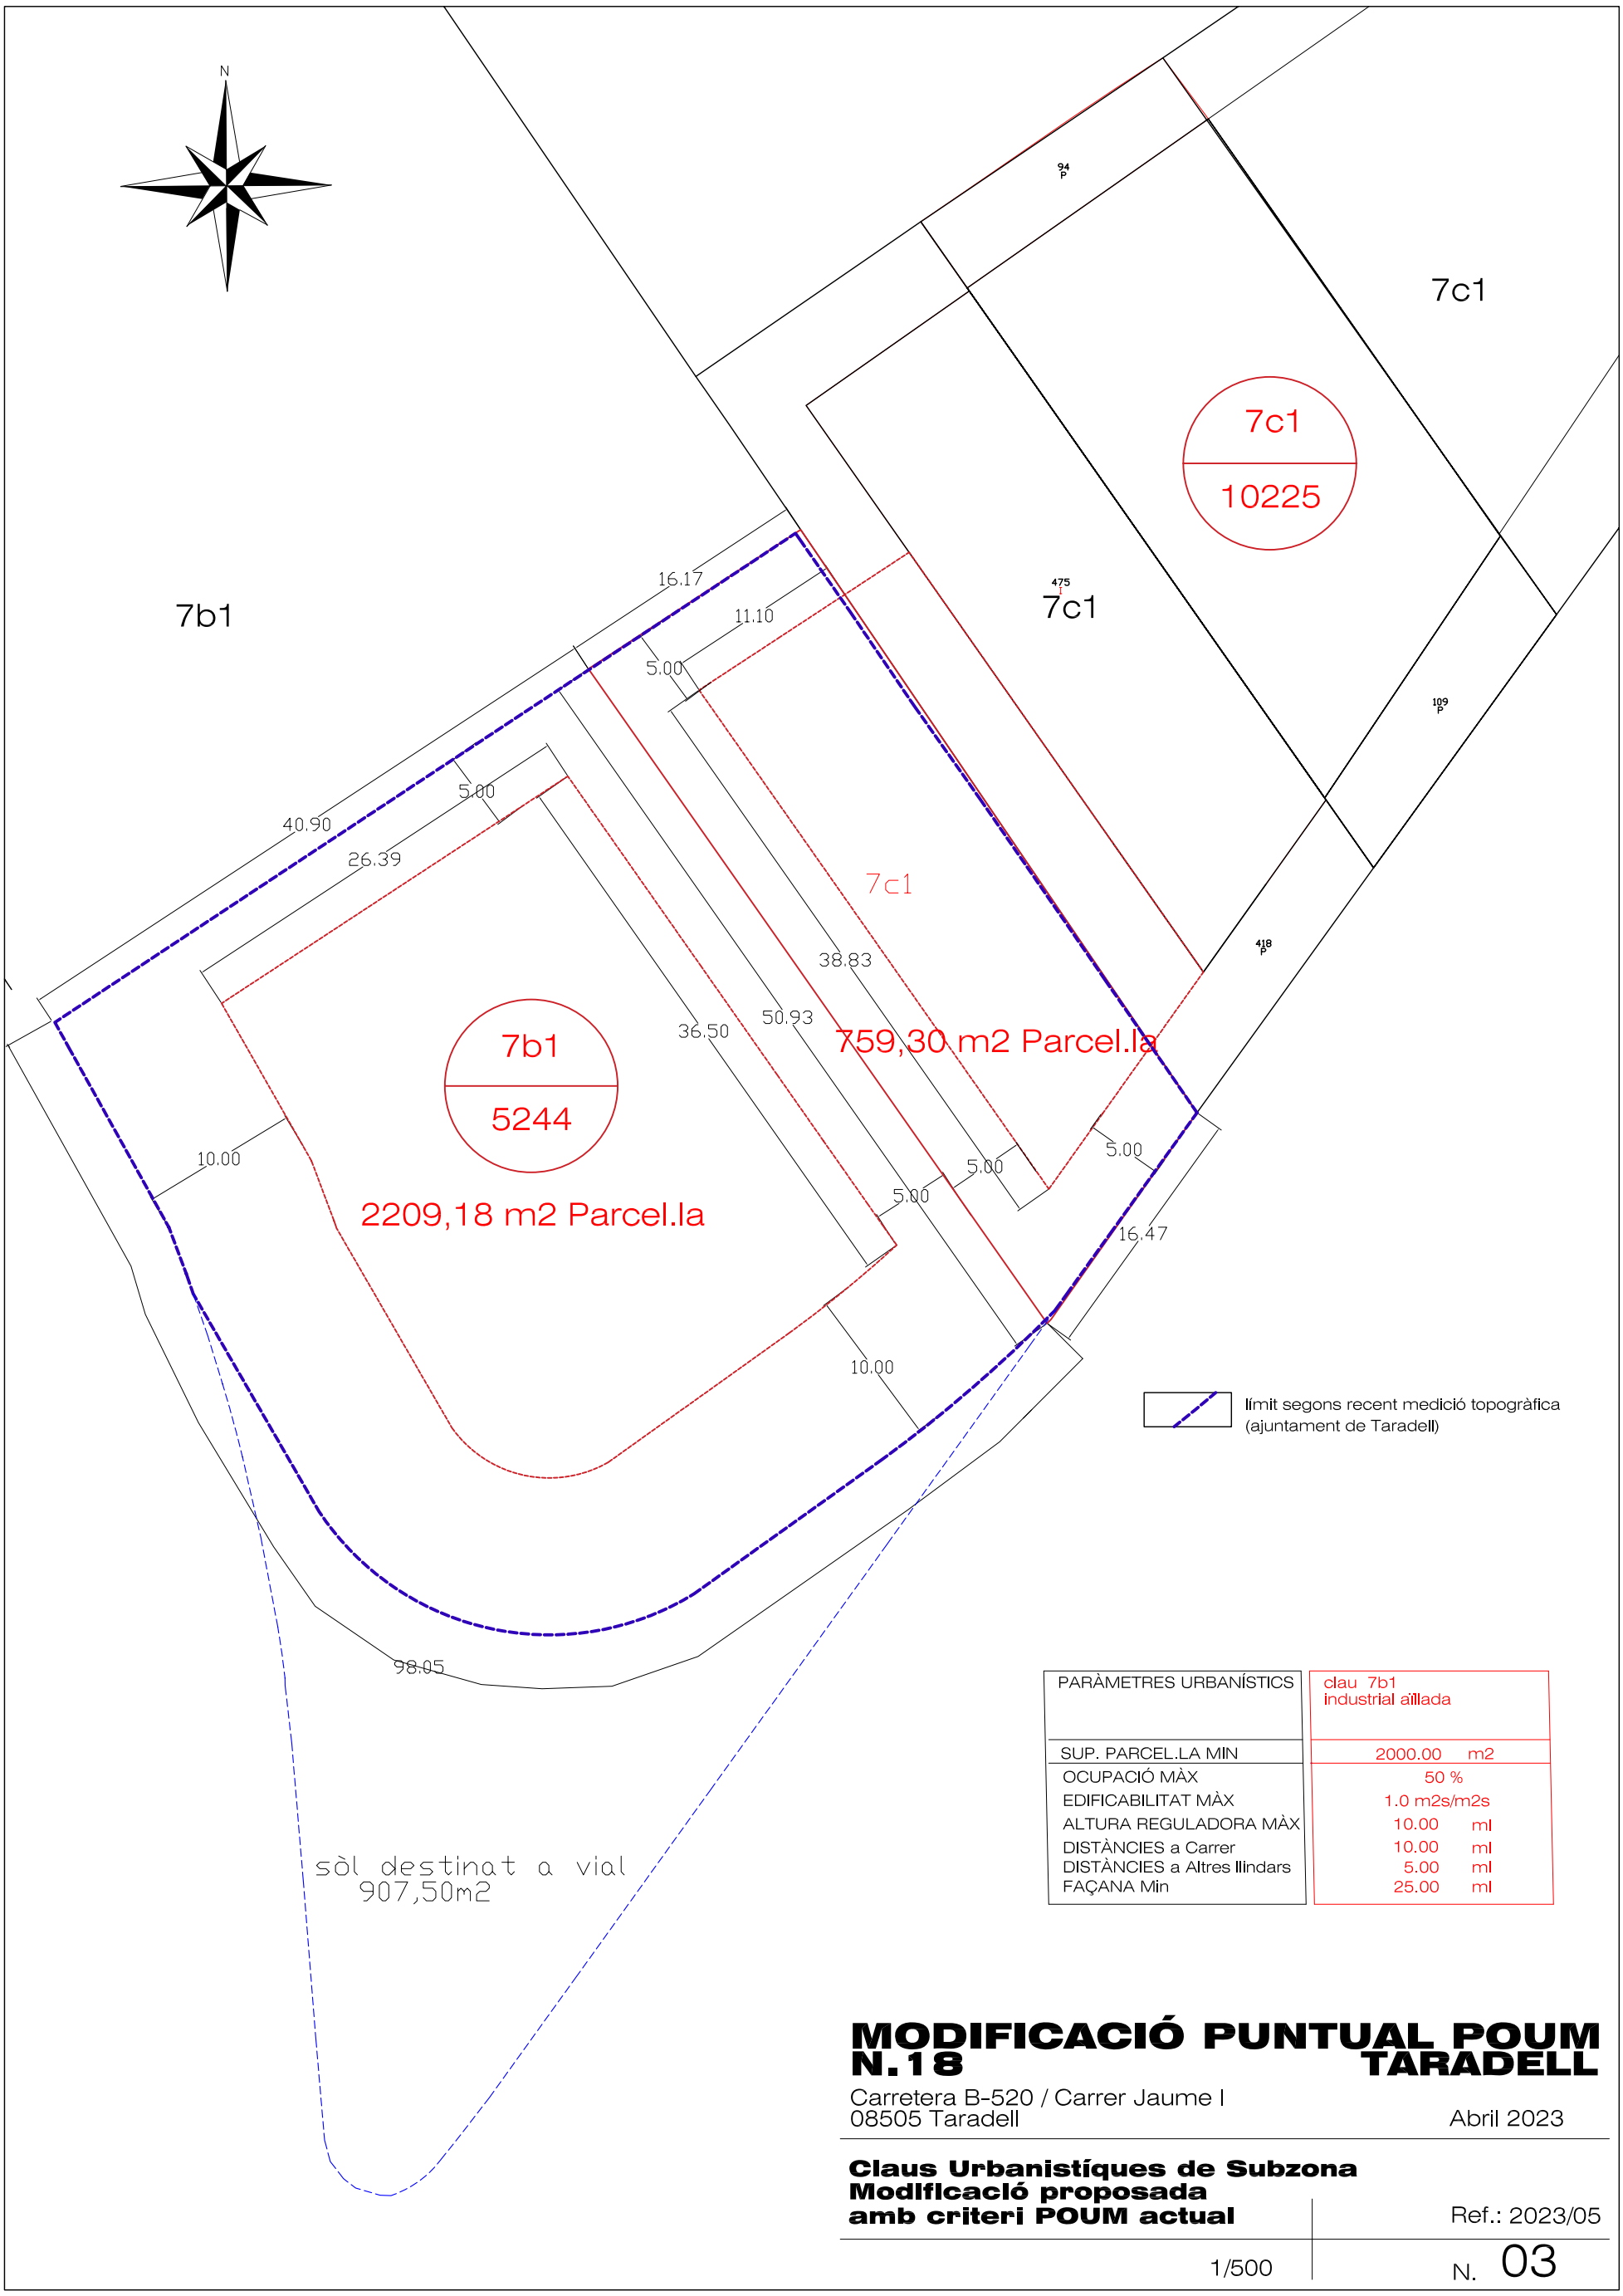 N
94
P
7c1
7c1
10225
475
I
7c1
16.17
7b1
11.10
5.00
109
P
5.00
40.90
26.39
7c1
418
P
38.83
50.93
36.50
759,30 m2 Parcel.la
7b1
5244
10.00
5.00
5.00
5.00
2209,18 m2 Parcel.la
16.47
10.00
límit segons recent medició topogràfica
(ajuntament de Taradell)
98.05
PARÀMETRES URBANÍSTICS
clau 7b1
industrial aïllada
SUP. PARCEL.LA MIN 2000.00 m2
OCUPACIÓ MÀX 50 %
EDIFICABILITAT MÀX 1.0 m2s/m2s
ALTURA REGULADORA MÀX 10.00 ml
DISTÀNCIES a Carrer 10.00 ml
DISTÀNCIES a Altres llindars 5.00 ml
FAÇANA Min 25.00 ml
sòl destinat a vial
907,50m2
MODIFICACIÓ PUNTUAL POUM
N.18 TARADELL
Carretera B-520 / Carrer Jaume I
08505 Taradell Abril 2023
Claus Urbanistíques de Subzona
Modificació proposada
amb criteri POUM actual Ref.: 2023/05
1/500 N. 03